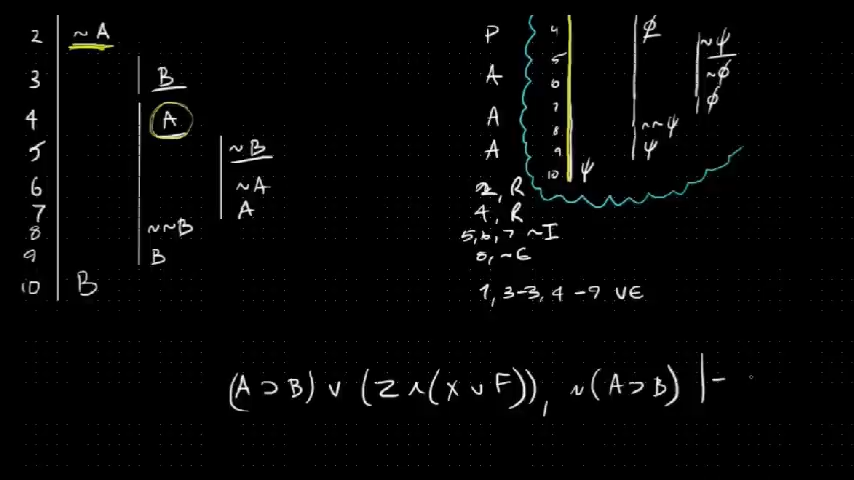 2 ~A P
3 B A
4 A A
5 ~B A
6 ~A 2, R
7 A 4, R
8 ~~B 5,6,7 ~I
9 B 8, ~E
10 B 1, 3-3, 4-9 ∨E
4 φ
5 ~ψ
6 ~φ
7 φ
8 ~~ψ
9 ψ
10 ψ
(A ⊃ B) ∨ (Z ∧ (X ∨ F)), ~(A ⊃ B) |-